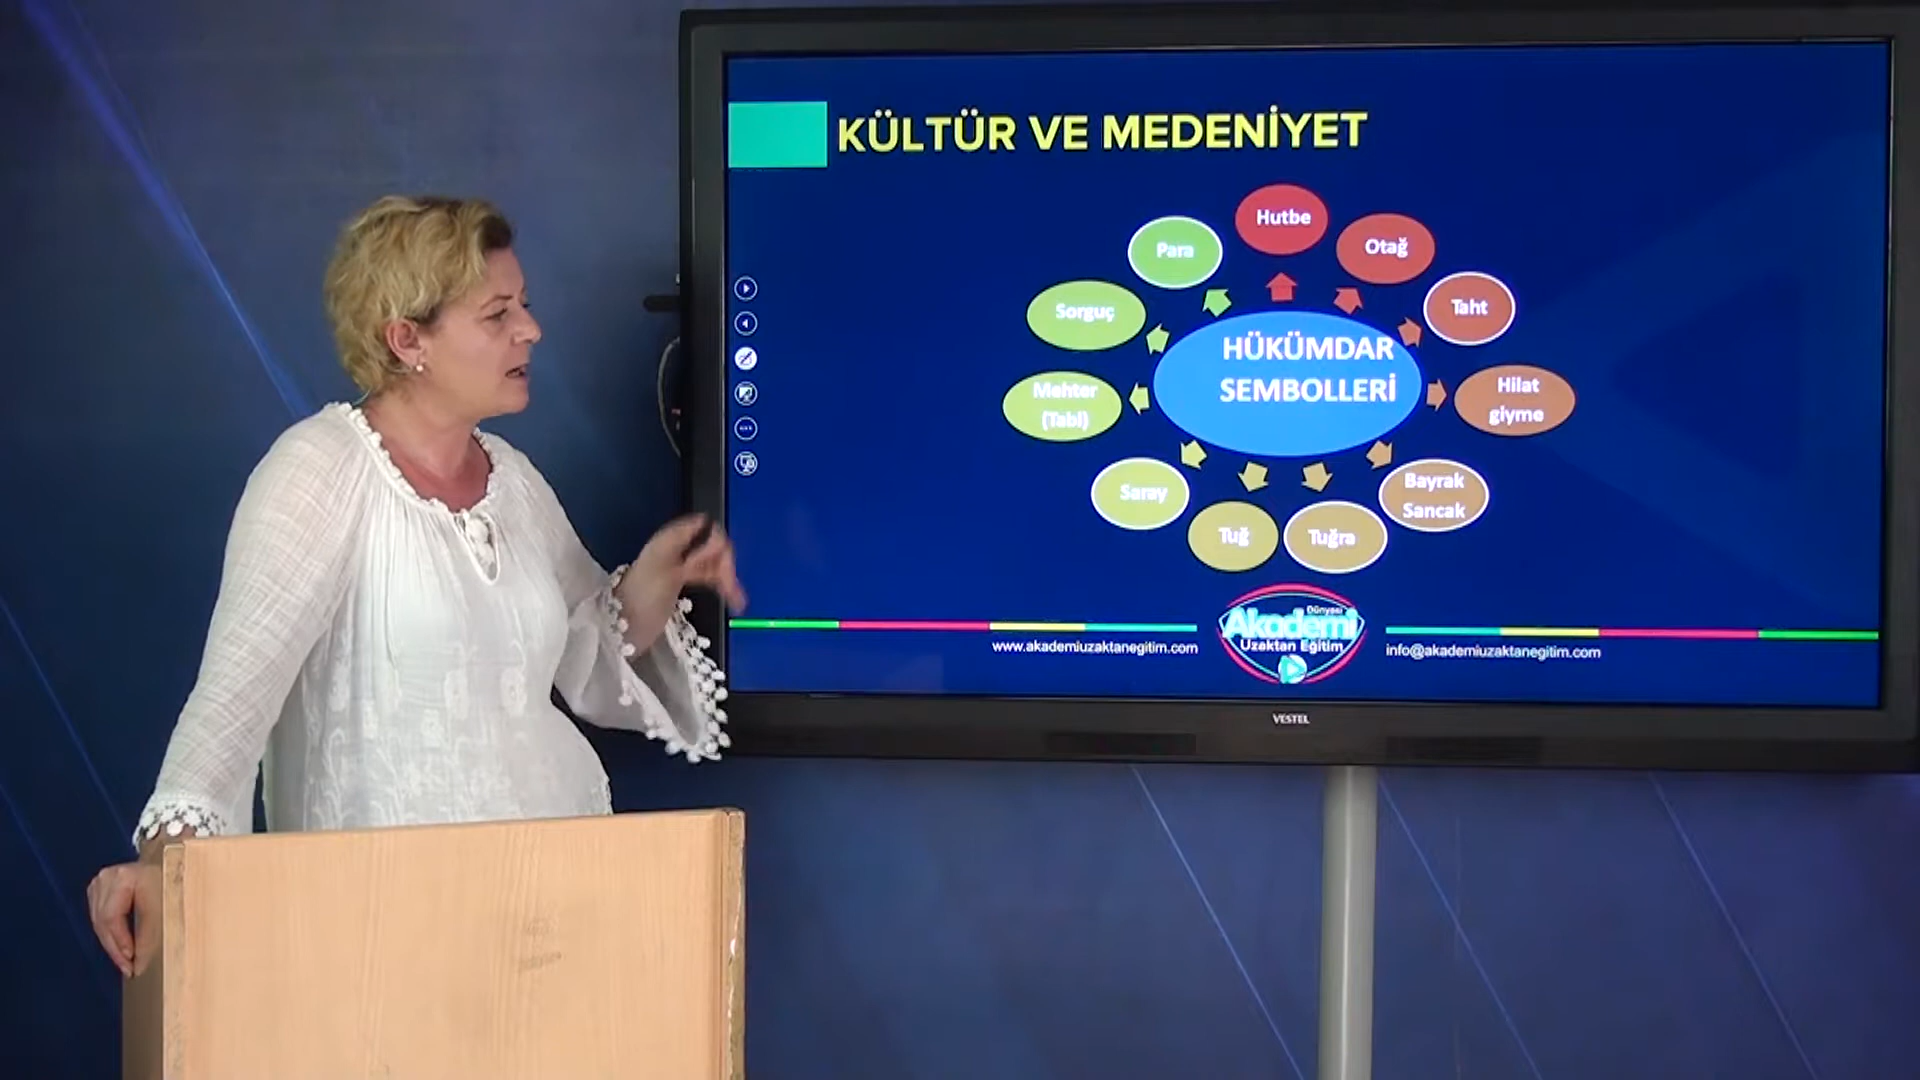 KÜLTÜR VE MEDENİYET
Hutbe
Para
Otağ
Sorguç
Taht
HÜKÜMDAR
SEMBOLLERİ
Mehter
(Tabl)
Hilat
giyme
Saray
Bayrak
Sancak
Tuğ
Tuğra
Dünyası
Akademi
Uzaktan Eğitim
www.akademiuzaktanegitim.com
info@akademiuzaktanegitim.com
VESTEL